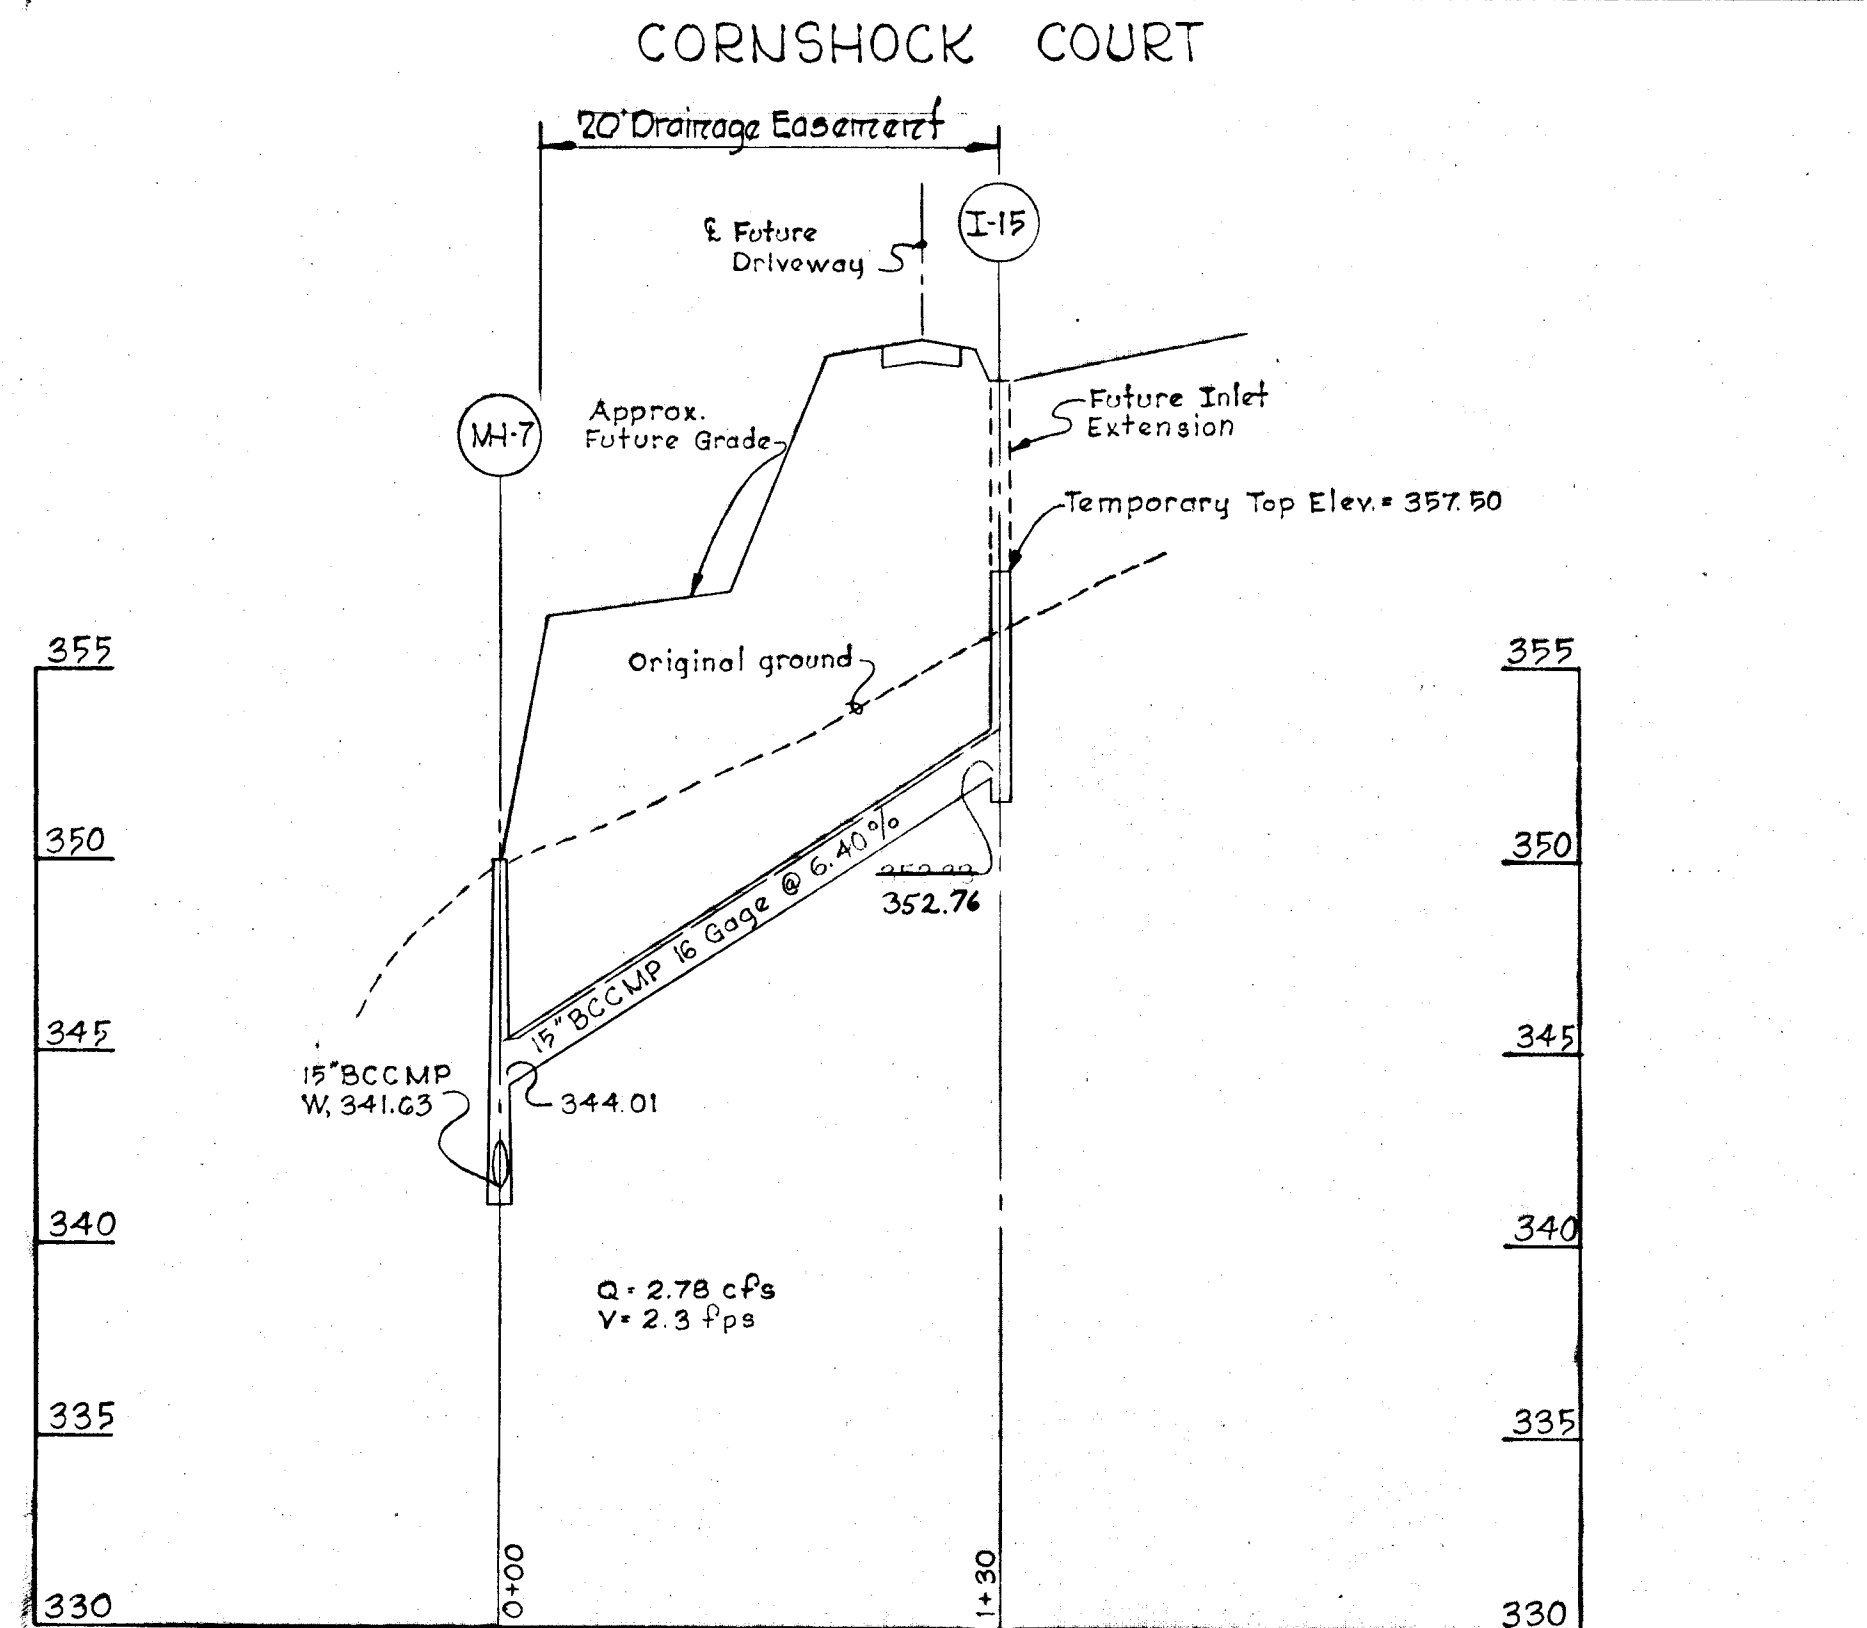 CORNSHOCK COURT
20' Drainage Easement
I-15
℄ Future
Driveway
MH-7
Approx.
Future Grade
Future Inlet
Extension
Temporary Top Elev. = 357.50
Original ground
355
355
350
350
15" BCCMP 16 Gage @ 6.40%
352.76
345
345
15" BCCMP
W, 341.63
344.01
340
340
Q = 2.78 cfs
V = 2.3 fps
335
335
0+00
1+30
330
330